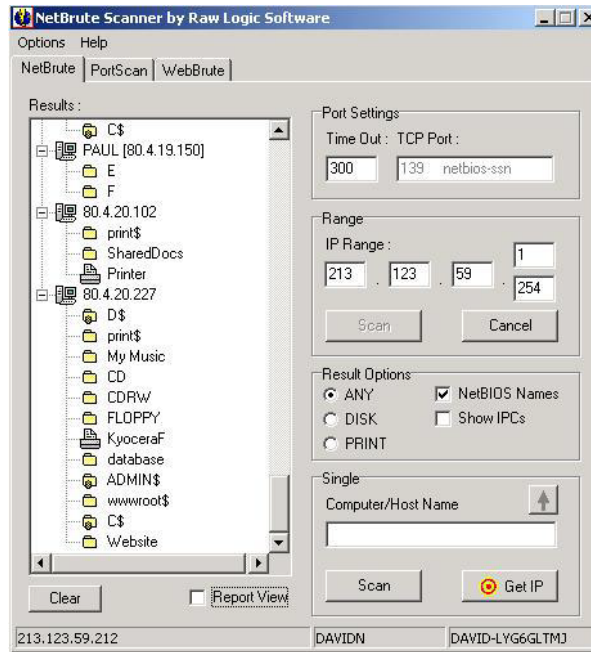 NetBrute Scanner by Raw Logic Software
Options Help
NetBrute PortScan WebBrute
Results :
C$
PAUL [80.4.19.150]
E
F
80.4.20.102
print$
SharedDocs
Printer
80.4.20.227
D$
print$
My Music
CD
CDRW
FLOPPY
KyoceraF
database
ADMIN$
wwwroot$
C$
Website
Clear
Report View
Port Settings
Time Out : TCP Port :
300 139 netbios-ssn
Range
IP Range :
213 . 123 . 59 . 1
254
Scan Cancel
Result Options
ANY
DISK
PRINT
NetBIOS Names
Show IPCs
Single
Computer/Host Name
Scan Get IP
213.123.59.212 DAVIDN DAVID-LYG6GLTMJ